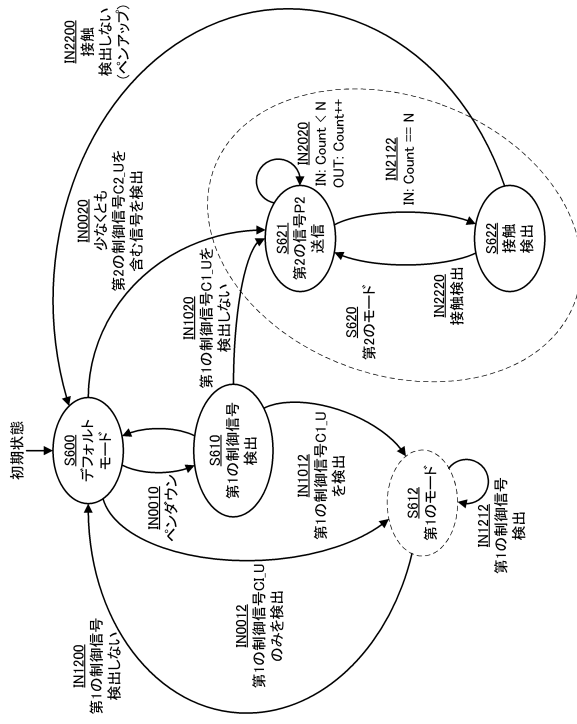 初期状態
S600
デフォルト
モード
IN2200
接触
検出しない
(ペンアップ)
IN0020
少なくとも
第2の制御信号C2_Uを
含む信号を検出
IN0010
ペンダウン
S610
第1の制御信号
検出
IN1020
第1の制御信号C1_Uを
検出しない
S621
第2の信号P2
送信
IN2020
IN: Count < N
OUT: Count++
IN2122
IN: Count == N
S622
接触
検出
IN2220
接触検出
S620
第2のモード
IN1012
第1の制御信号C1_U
を検出
S612
第1のモード
IN1212
第1の制御信号
検出
IN0012
第1の制御信号CI_U
のみを検出
IN1200
第1の制御信号
検出しない